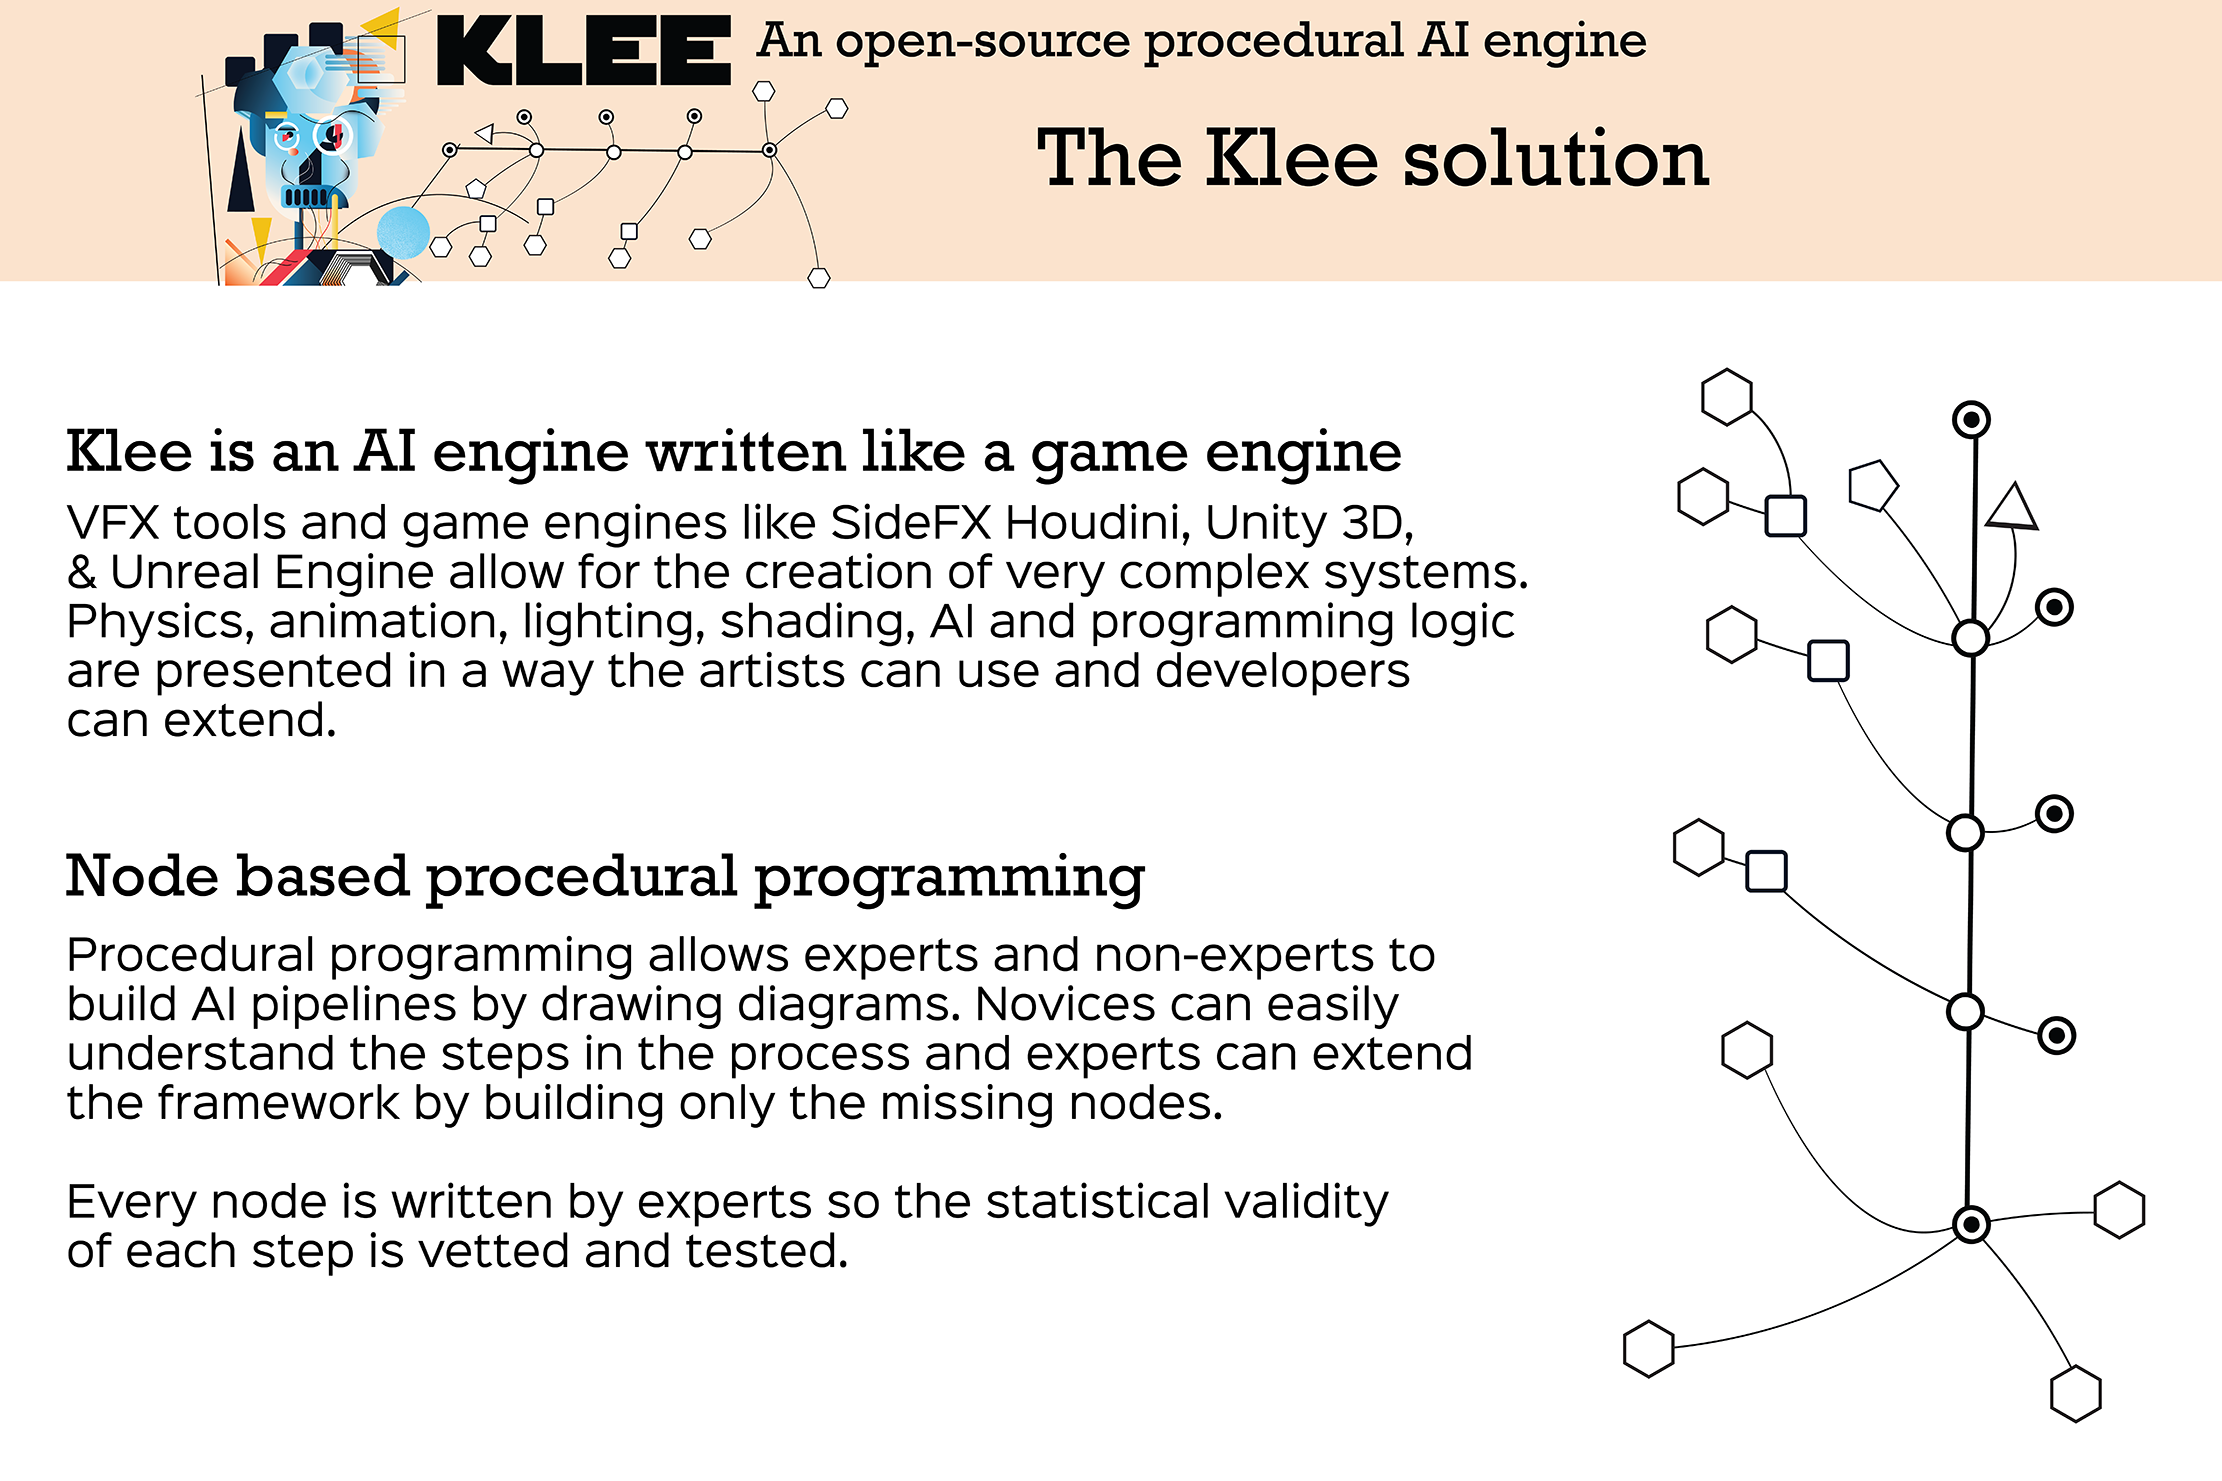 KLEE An open-source procedural AI engine
The Klee solution
Klee is an AI engine written like a game engine
VFX tools and game engines like SideFX Houdini, Unity 3D,
& Unreal Engine allow for the creation of very complex systems.
Physics, animation, lighting, shading, AI and programming logic
are presented in a way the artists can use and developers
can extend.
Node based procedural programming
Procedural programming allows experts and non-experts to
build AI pipelines by drawing diagrams. Novices can easily
understand the steps in the process and experts can extend
the framework by building only the missing nodes.
Every node is written by experts so the statistical validity
of each step is vetted and tested.